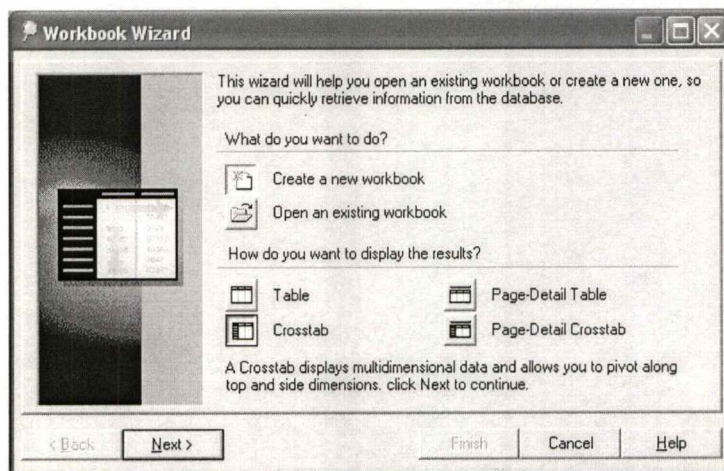 Workbook Wizard
This wizard will help you open an existing workbook or create a new one, so
you can quickly retrieve information from the database.
What do you want to do?
Create a new workbook
Open an existing workbook
How do you want to display the results?
Table
Page-Detail Table
Crosstab
Page-Detail Crosstab
A Crosstab displays multidimensional data and allows you to pivot along
top and side dimensions. click Next to continue.
< Back
Next >
Finish
Cancel
Help